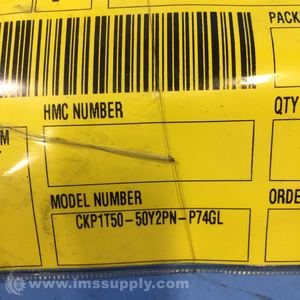 PACK
HMC NUMBER
QTY
M
MODEL NUMBER
ORDE
CKP1T50-50Y2PN-P74GL
www.imssupply.com